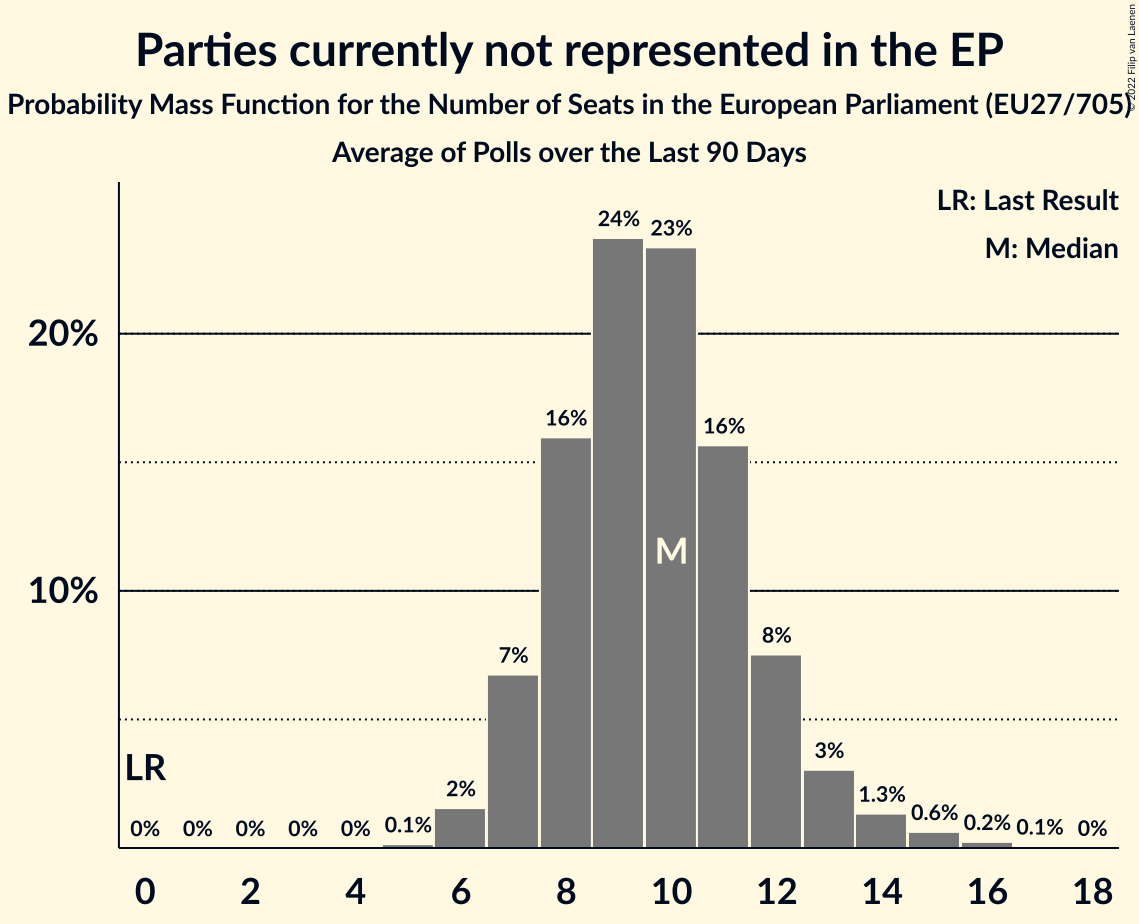 Parties currently not represented in the EP
Probability Mass Function for the Number of Seats in the European Parliament (EU27/705)
Average of Polls over the Last 90 Days
© 2022 Filip van Laenen
LR: Last Result
M: Median
20%
10%
LR
M
0% 0% 0% 0% 0% 0.1% 2% 7% 16% 24% 23% 16% 8% 3% 1.3% 0.6% 0.2% 0.1% 0%
0 2 4 6 8 10 12 14 16 18